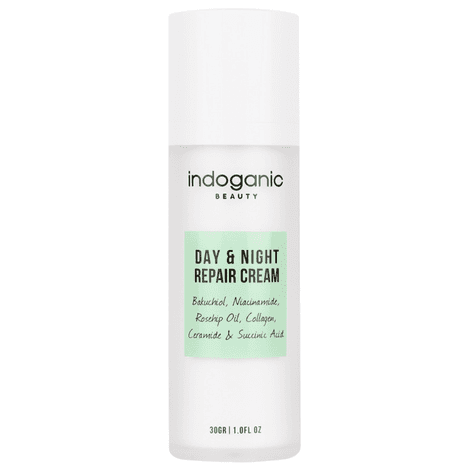 indoganic
BEAUTY
DAY & NIGHT
REPAIR CREAM
Bakuchiol, Niacinamide,
Rosehip Oil, Collagen,
Ceramide & Succinic Acid
30GR | 1.0FL OZ